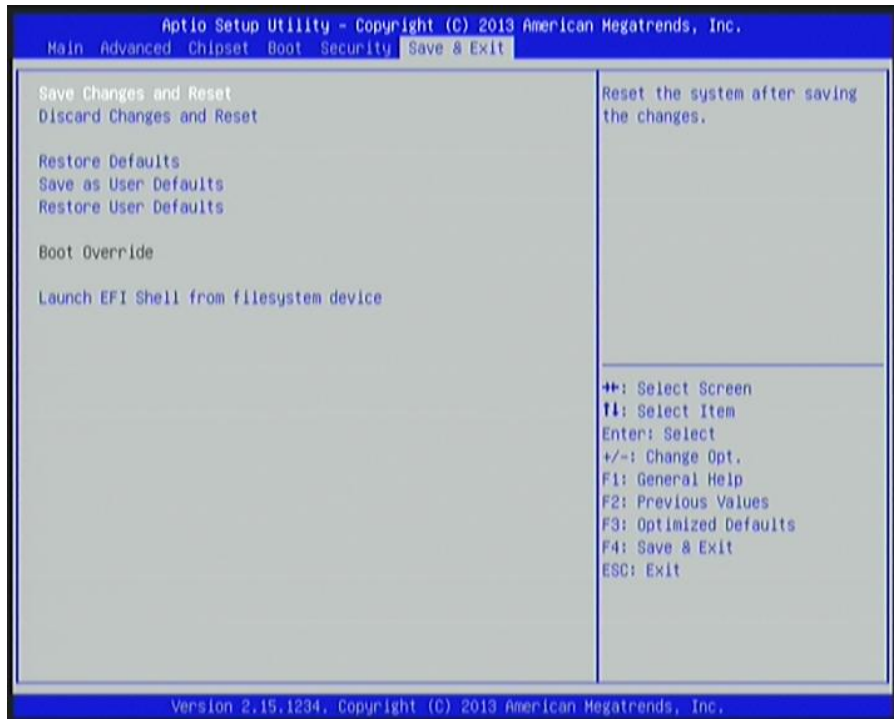 Aptio Setup Utility – Copyright (C) 2013 American Megatrends, Inc.
Main Advanced Chipset Boot Security Save & Exit
Save Changes and Reset
Discard Changes and Reset
Restore Defaults
Save as User Defaults
Restore User Defaults
Boot Override
Launch EFI Shell from filesystem device
Reset the system after saving
the changes.
→←: Select Screen
↑↓: Select Item
Enter: Select
+/-: Change Opt.
F1: General Help
F2: Previous Values
F3: Optimized Defaults
F4: Save & Exit
ESC: Exit
Version 2.15.1234. Copyright (C) 2013 American Megatrends, Inc.